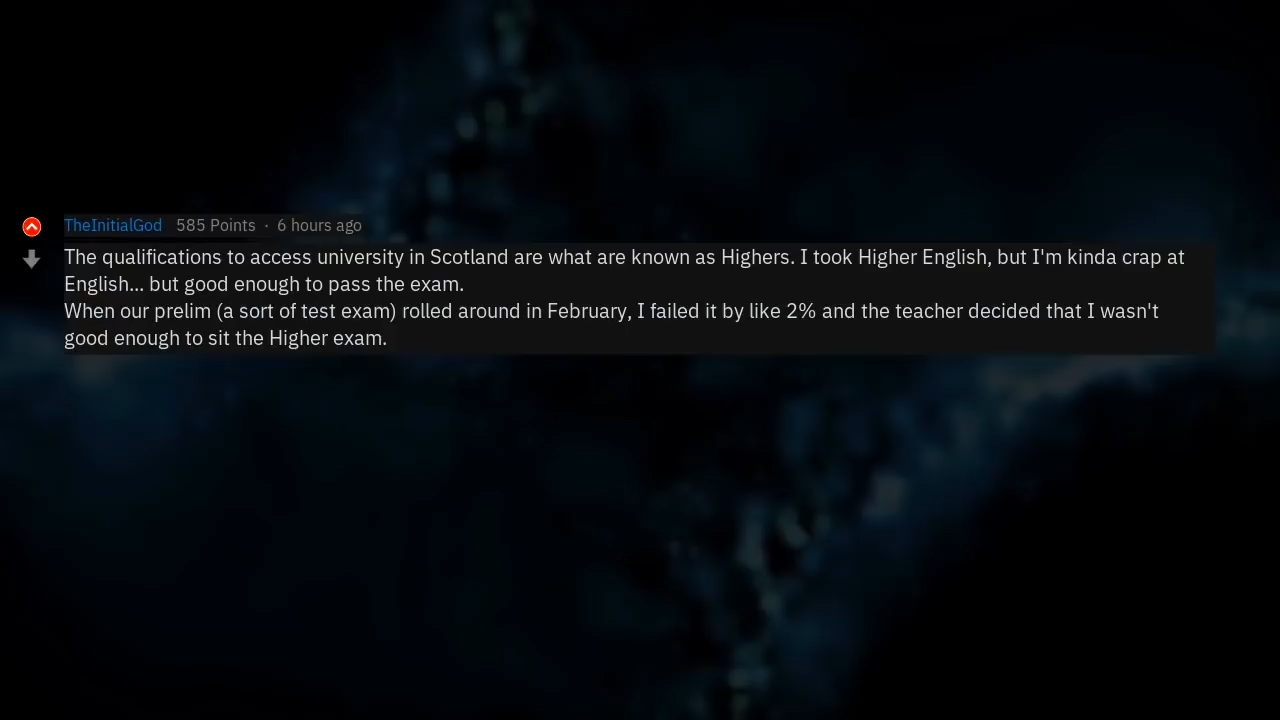 TheInitialGod 585 Points · 6 hours ago
The qualifications to access university in Scotland are what are known as Highers. I took Higher English, but I'm kinda crap at
English... but good enough to pass the exam.
When our prelim (a sort of test exam) rolled around in February, I failed it by like 2% and the teacher decided that I wasn't
good enough to sit the Higher exam.